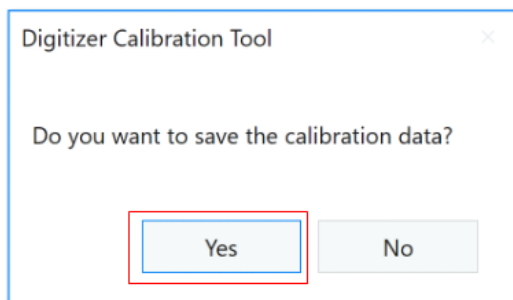 Digitizer Calibration Tool
Do you want to save the calibration data?
Yes
No